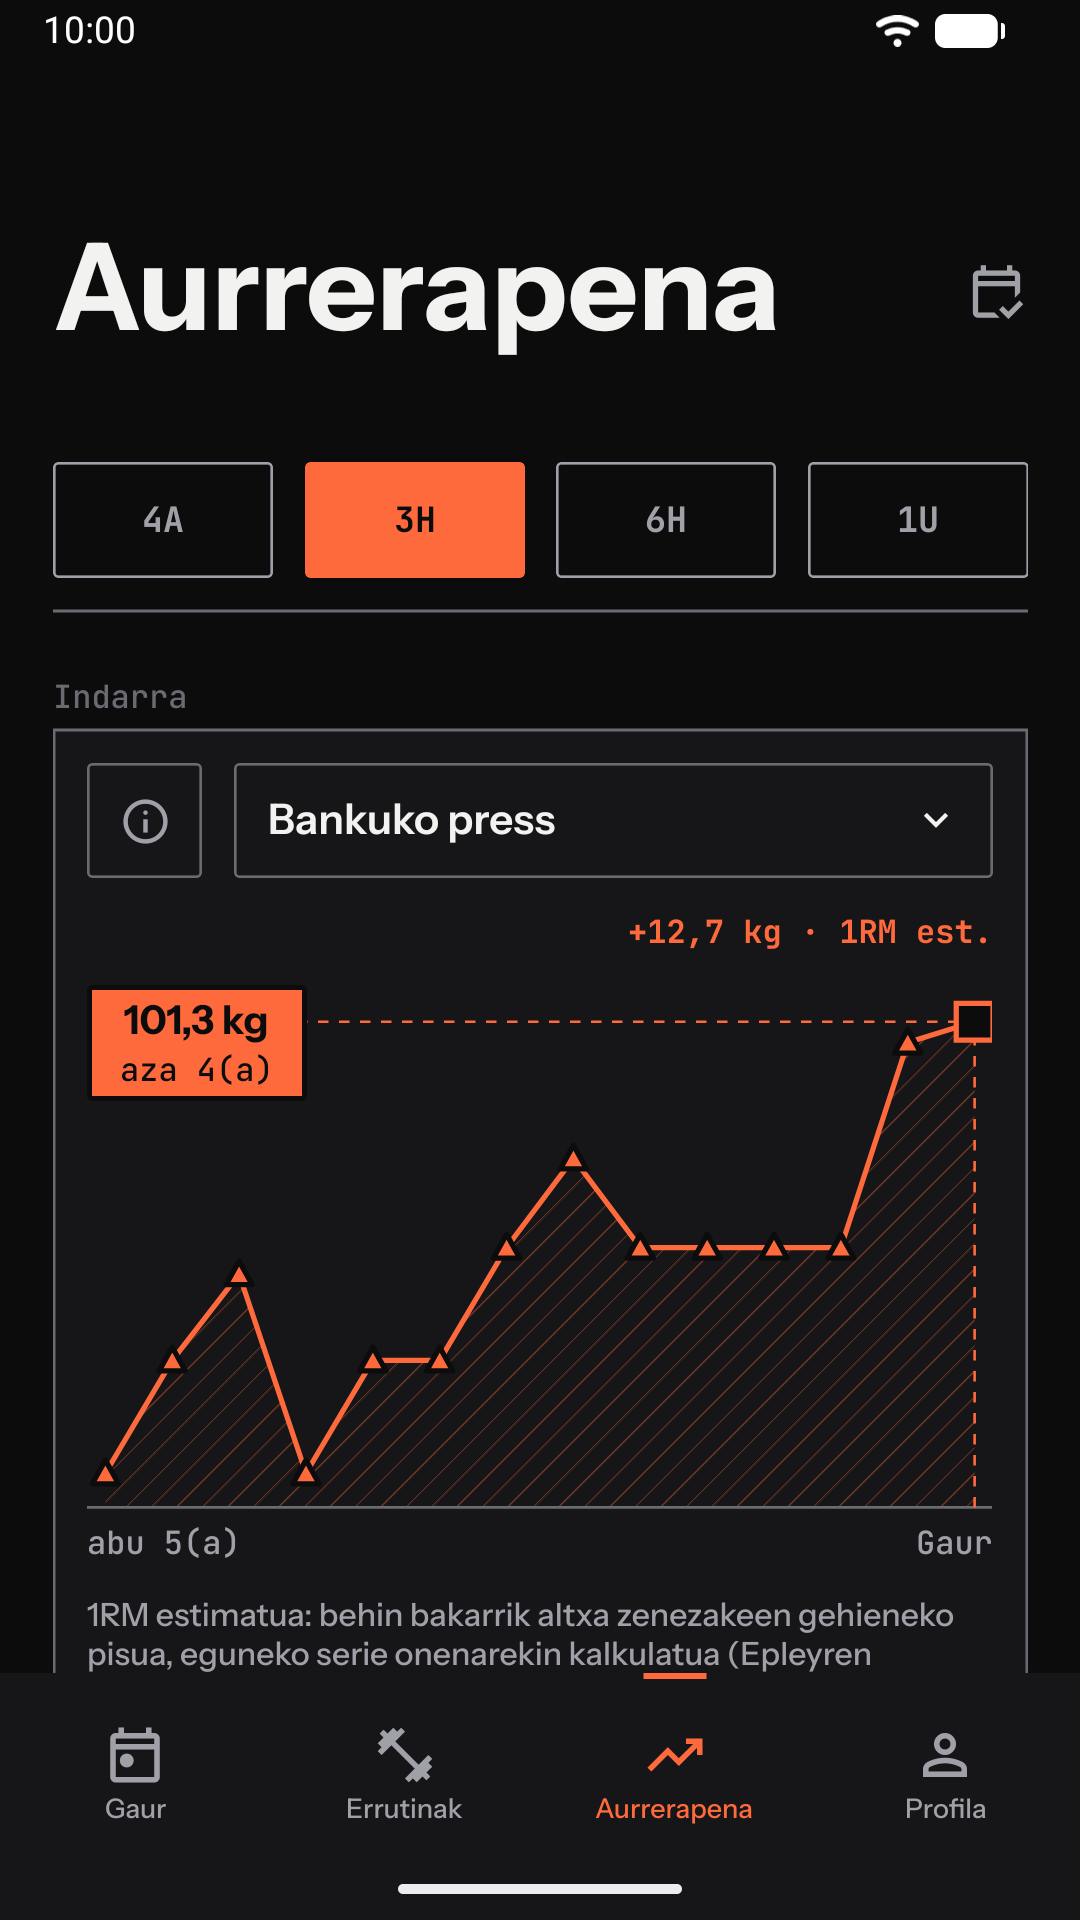 10:00
Aurrerapena
4A
3H
6H
1U
Indarra
Bankuko press
+12,7 kg · 1RM est.
101,3 kg
aza 4(a)
abu 5(a)
Gaur
1RM estimatua: behin bakarrik altxa zenezakeen gehieneko
pisua, eguneko serie onenarekin kalkulatua (Epleyren
Gaur
Errutinak
Aurrerapena
Profila